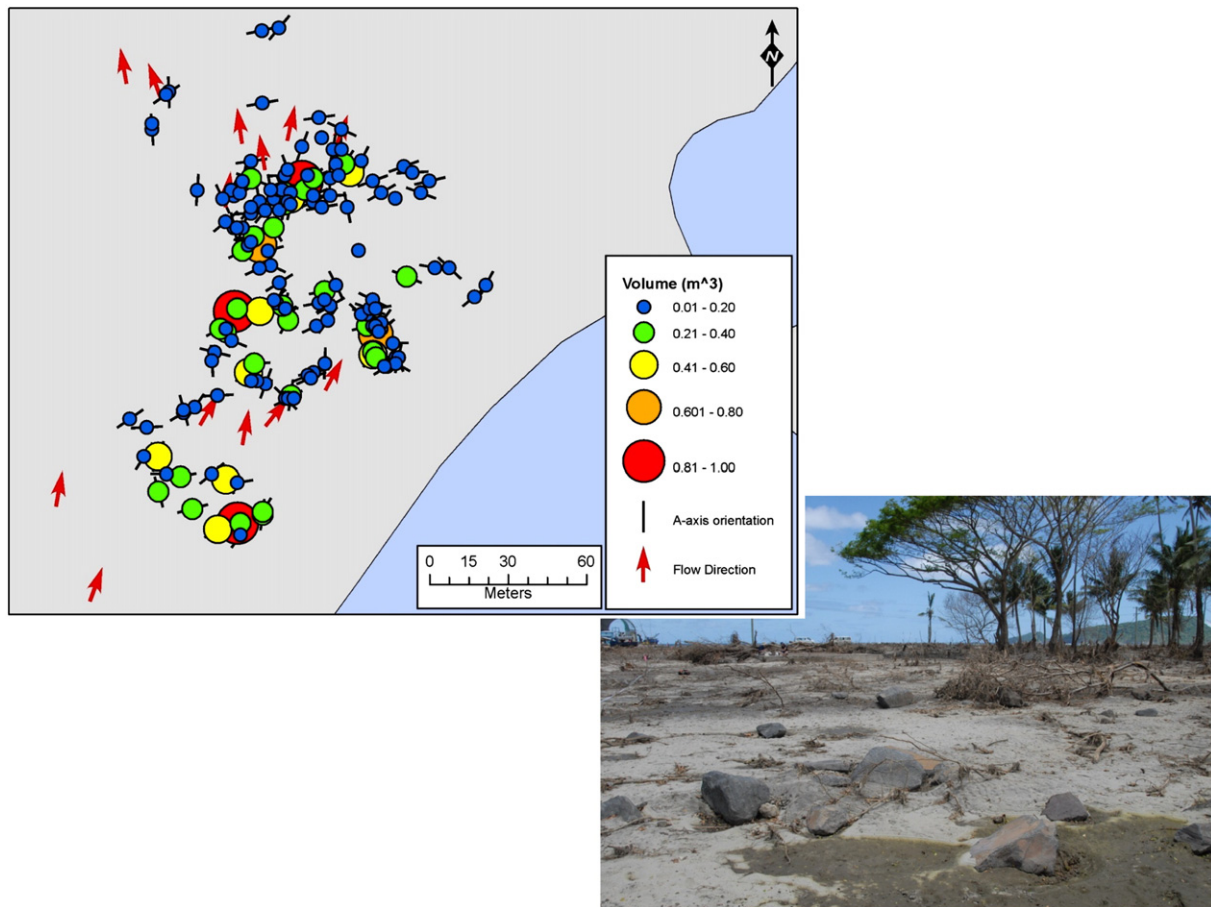 N
Volume (m^3)
0.01 - 0.20
0.21 - 0.40
0.41 - 0.60
0.601 - 0.80
0.81 - 1.00
A-axis orientation
Flow Direction
0 15 30 60
Meters